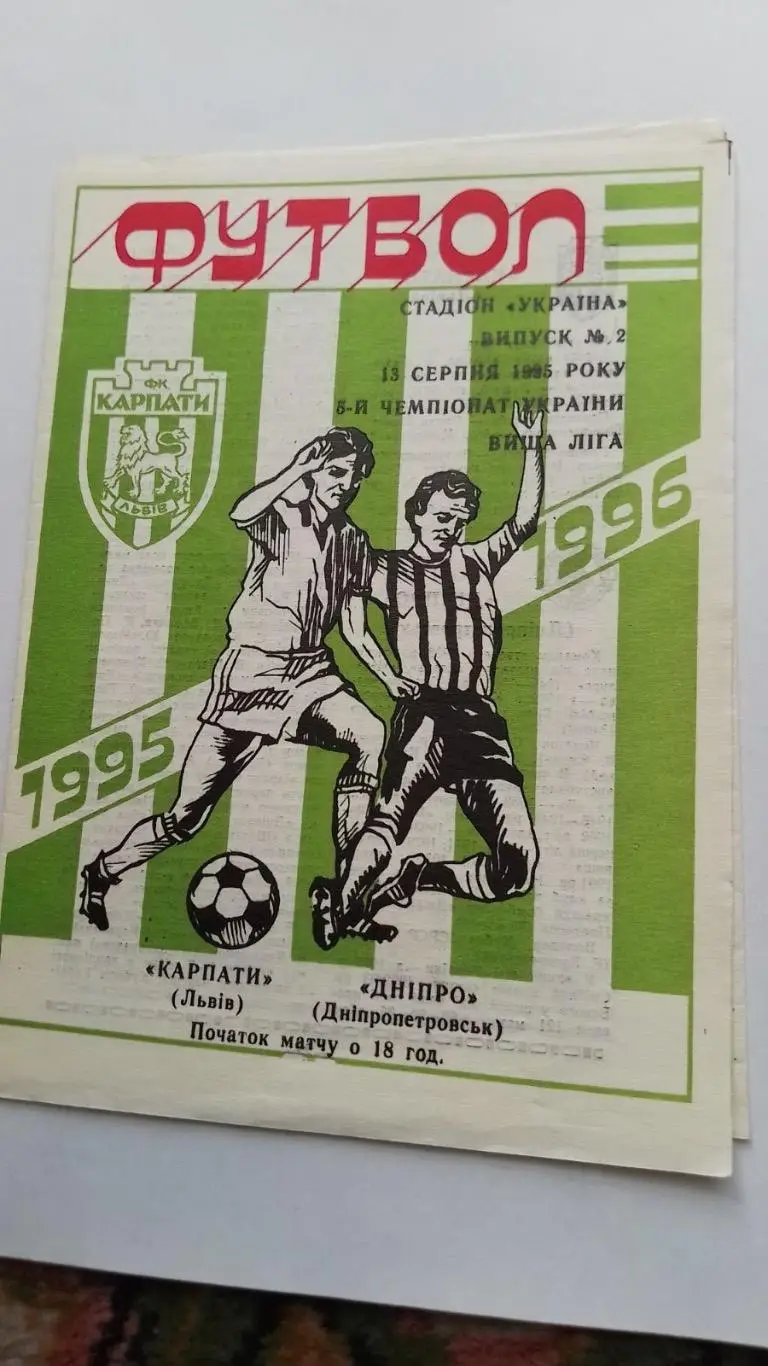 ФУТБОЛ
СТАДІОН «УКРАЇНА»
ВИПУСК № 2
13 СЕРПНЯ 1995 РОКУ
5-Й ЧЕМПІОНАТ УКРАЇНИ
ВИЩА ЛІГА
ФК
КАРПАТИ
ЛЬВІВ
1996
1995
«КАРПАТИ»
(Львів)
«ДНІПРО»
(Дніпропетровськ)
Початок матчу о 18 год.